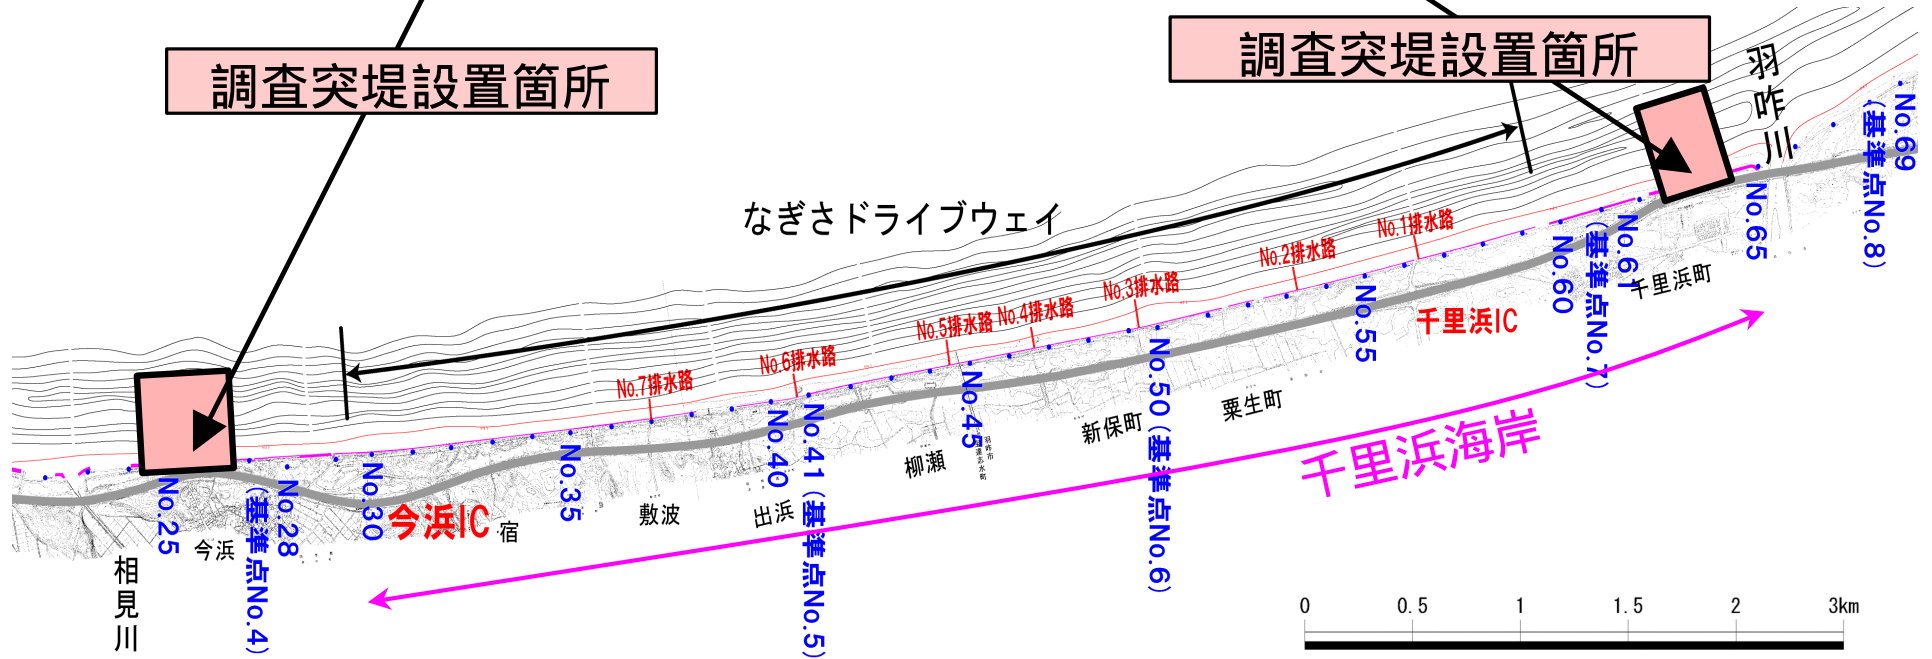 調査突堤設置箇所
調査突堤設置箇所
羽咋川
なぎさドライブウェイ
No.1排水路
No.2排水路
No.3排水路
No.4排水路
No.5排水路
No.6排水路
No.7排水路
No.69
(基準点No.8)
No.65
No.61
(基準点No.7)
No.60
千里浜町
千里浜IC
No.55
粟生町
No.50(基準点No.6)
新保町
No.45
羽咋市
柳瀬
No.41(基準点No.5)
No.40
出浜
敷波
No.35
宿
今浜IC
No.30
No.28
(基準点No.4)
今浜
No.25
相見川
千里浜海岸
0 0.5 1 1.5 2 3km